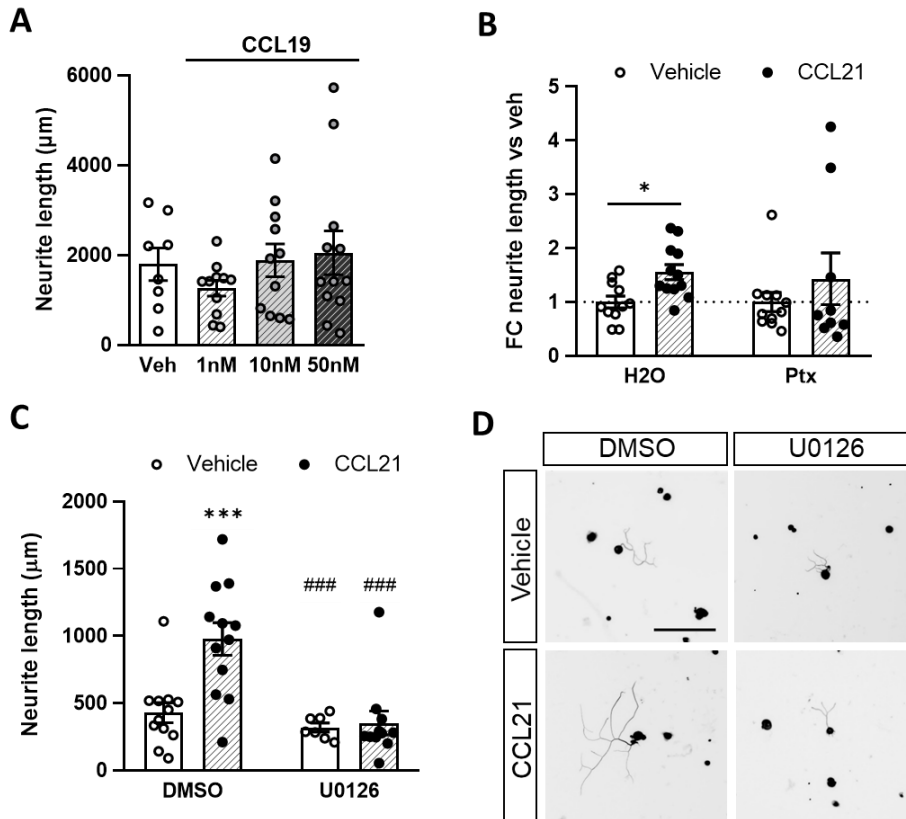 A
CCL19
Neurite length (µm)
6000
4000
2000
0
Veh 1nM 10nM 50nM
B
Vehicle CCL21
FC neurite length vs veh
5
4
3
2
1
0
*
H2O Ptx
C
Vehicle CCL21
Neurite length (µm)
2000
1500
1000
500
0
***
### ###
DMSO U0126
D
DMSO U0126
Vehicle
CCL21